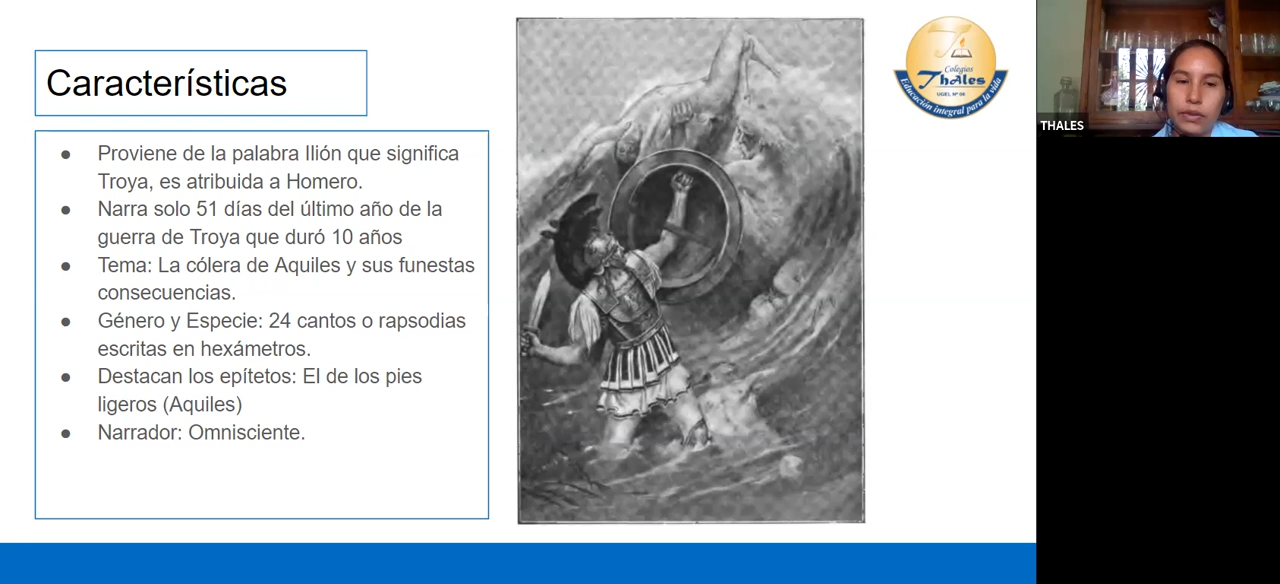 Características
● Proviene de la palabra Ilión que significa
Troya, es atribuida a Homero.
● Narra solo 51 días del último año de la
guerra de Troya que duró 10 años
● Tema: La cólera de Aquiles y sus funestas
consecuencias.
● Género y Especie: 24 cantos o rapsodias
escritas en hexámetros.
● Destacan los epítetos: El de los pies
ligeros (Aquiles)
● Narrador: Omnisciente.
Colegios
Thales
UGEL Nº 06
Educación integral para la vida
THALES